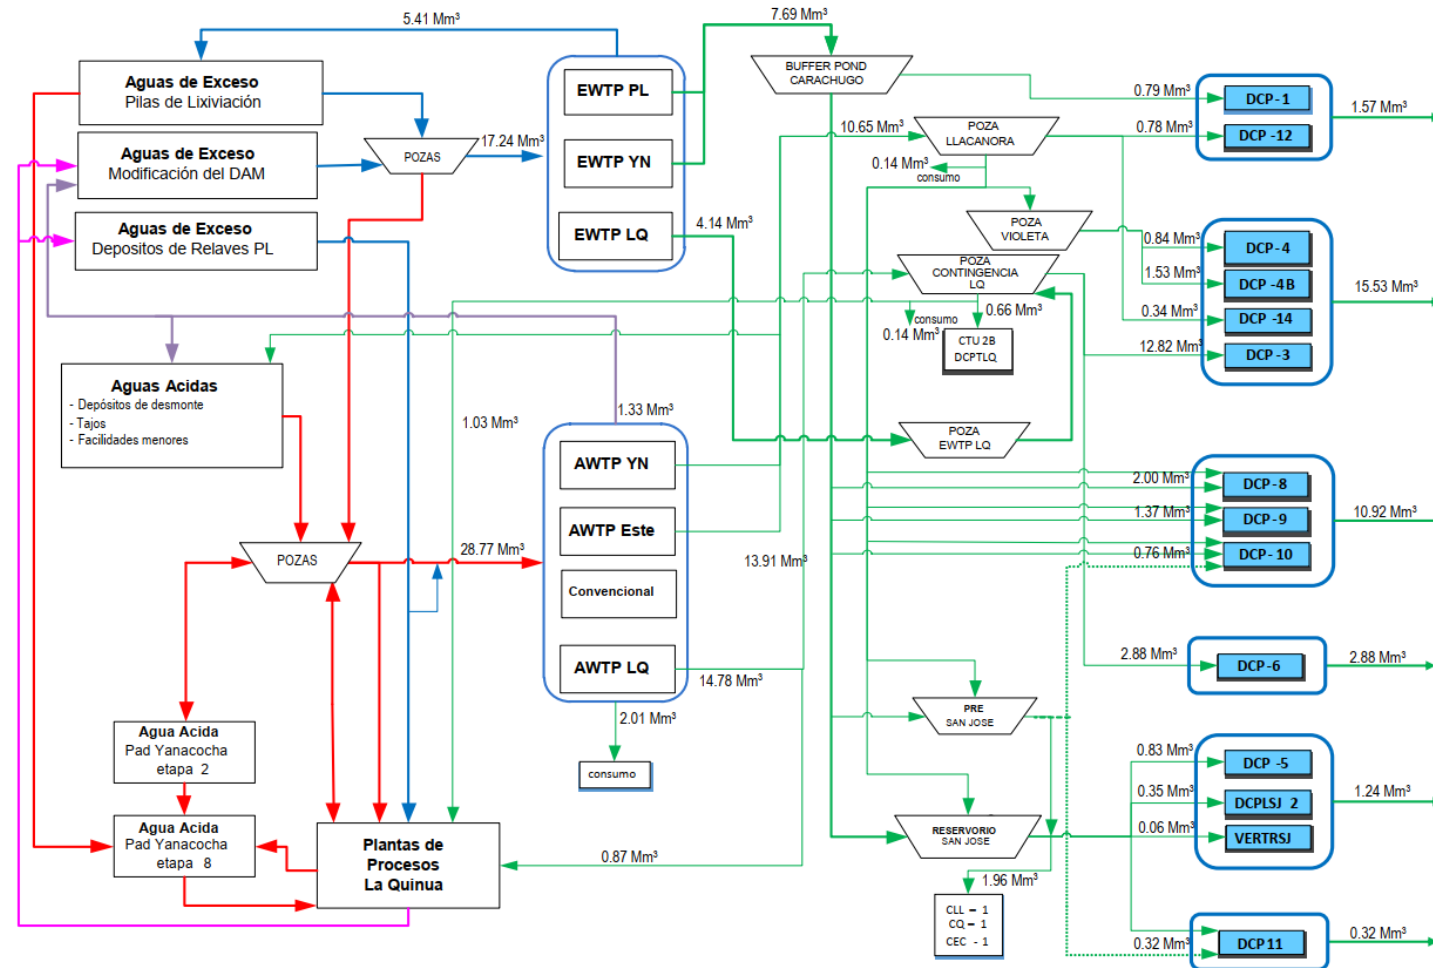 5.41 Mm³
7.69 Mm³
Aguas de Exceso
Pilas de Lixiviación
Aguas de Exceso
Modificación del DAM
Aguas de Exceso
Depositos de Relaves PL
POZAS
17.24 Mm³
EWTP PL
EWTP YN
EWTP LQ
4.14 Mm³
BUFFER POND
CARACHUGO
10.65 Mm³
POZA
LLACANORA
0.14 Mm³
consumo
POZA
VIOLETA
POZA
CONTINGENCIA
LQ
consumo
0.14 Mm³
0.66 Mm³
CTU 2B
DCPTLQ
POZA
EWTP LQ
0.79 Mm³
DCP - 1
0.78 Mm³
DCP -12
1.57 Mm³
0.84 Mm³
DCP - 4
1.53 Mm³
DCP -4B
0.34 Mm³
DCP -14
12.82 Mm³
DCP - 3
15.53 Mm³
Aguas Acidas
- Depósitos de desmonte
- Tajos
- Facilidades menores
1.03 Mm³
1.33 Mm³
AWTP YN
AWTP Este
Convencional
AWTP LQ
POZAS
28.77 Mm³
13.91 Mm³
14.78 Mm³
2.01 Mm³
consumo
2.00 Mm³
DCP - 8
1.37 Mm³
DCP - 9
0.76 Mm³
DCP - 10
10.92 Mm³
2.88 Mm³
DCP -6
2.88 Mm³
PRE
SAN JOSE
Agua Acida
Pad Yanacocha
etapa 2
Agua Acida
Pad Yanacocha
etapa 8
Plantas de
Procesos
La Quinua
0.87 Mm³
RESERVORIO
SAN JOSE
0.83 Mm³
DCP -5
0.35 Mm³
DCPLSJ 2
0.06 Mm³
VERTRSJ
1.24 Mm³
1.96 Mm³
CLL – 1
CQ – 1
CEC - 1
0.32 Mm³
DCP 11
0.32 Mm³